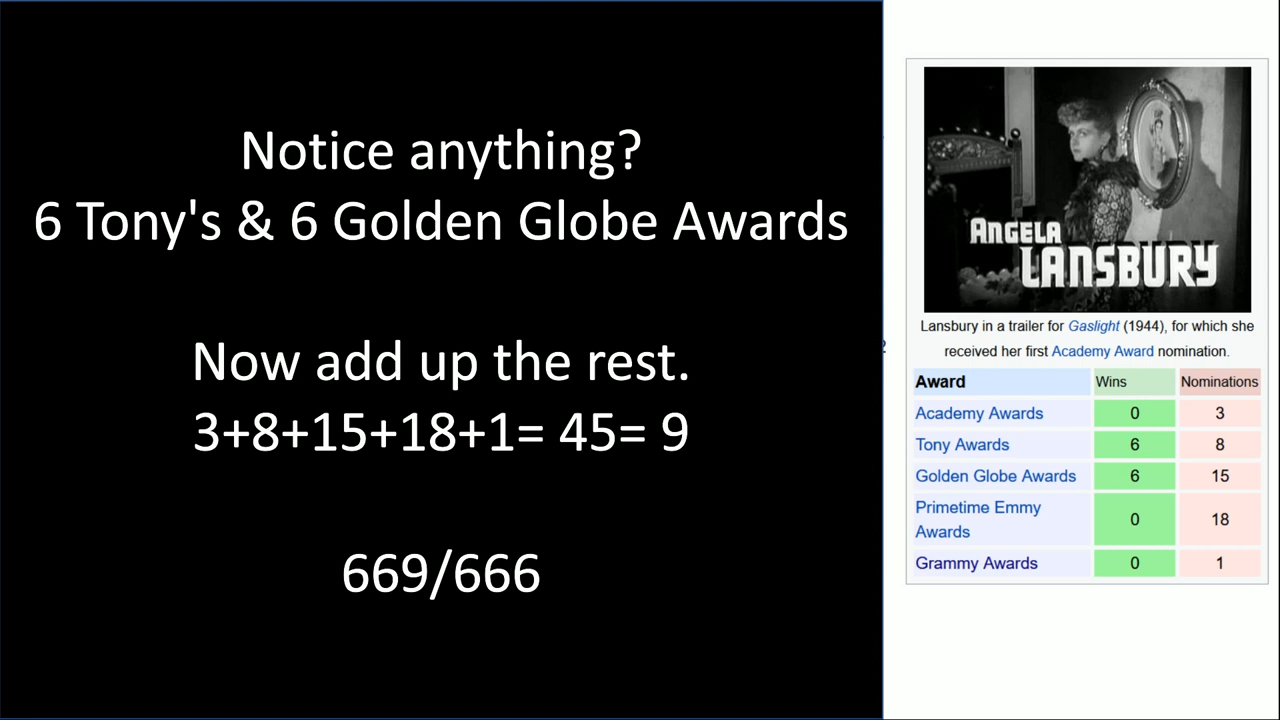 Notice anything?
6 Tony's & 6 Golden Globe Awards
Now add up the rest.
3+8+15+18+1= 45= 9
669/666
ANGELA
LANSBURY
Lansbury in a trailer for Gaslight (1944), for which she
received her first Academy Award nomination.
Award Wins Nominations
Academy Awards 0 3
Tony Awards 6 8
Golden Globe Awards 6 15
Primetime Emmy
Awards 0 18
Grammy Awards 0 1